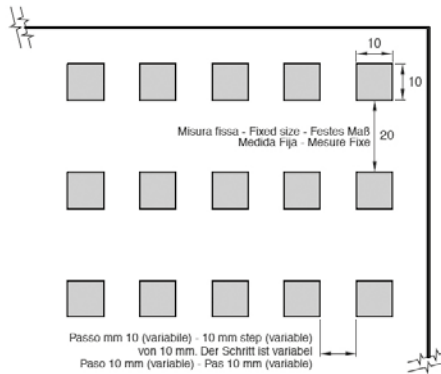 10
10
Misura fissa - Fixed size - Festes Maß
Medida Fija - Mesure Fixe
20
Passo mm 10 (variabile) - 10 mm step (variable)
von 10 mm. Der Schritt ist variabel
Paso 10 mm (variable) - Pas 10 mm (variable)